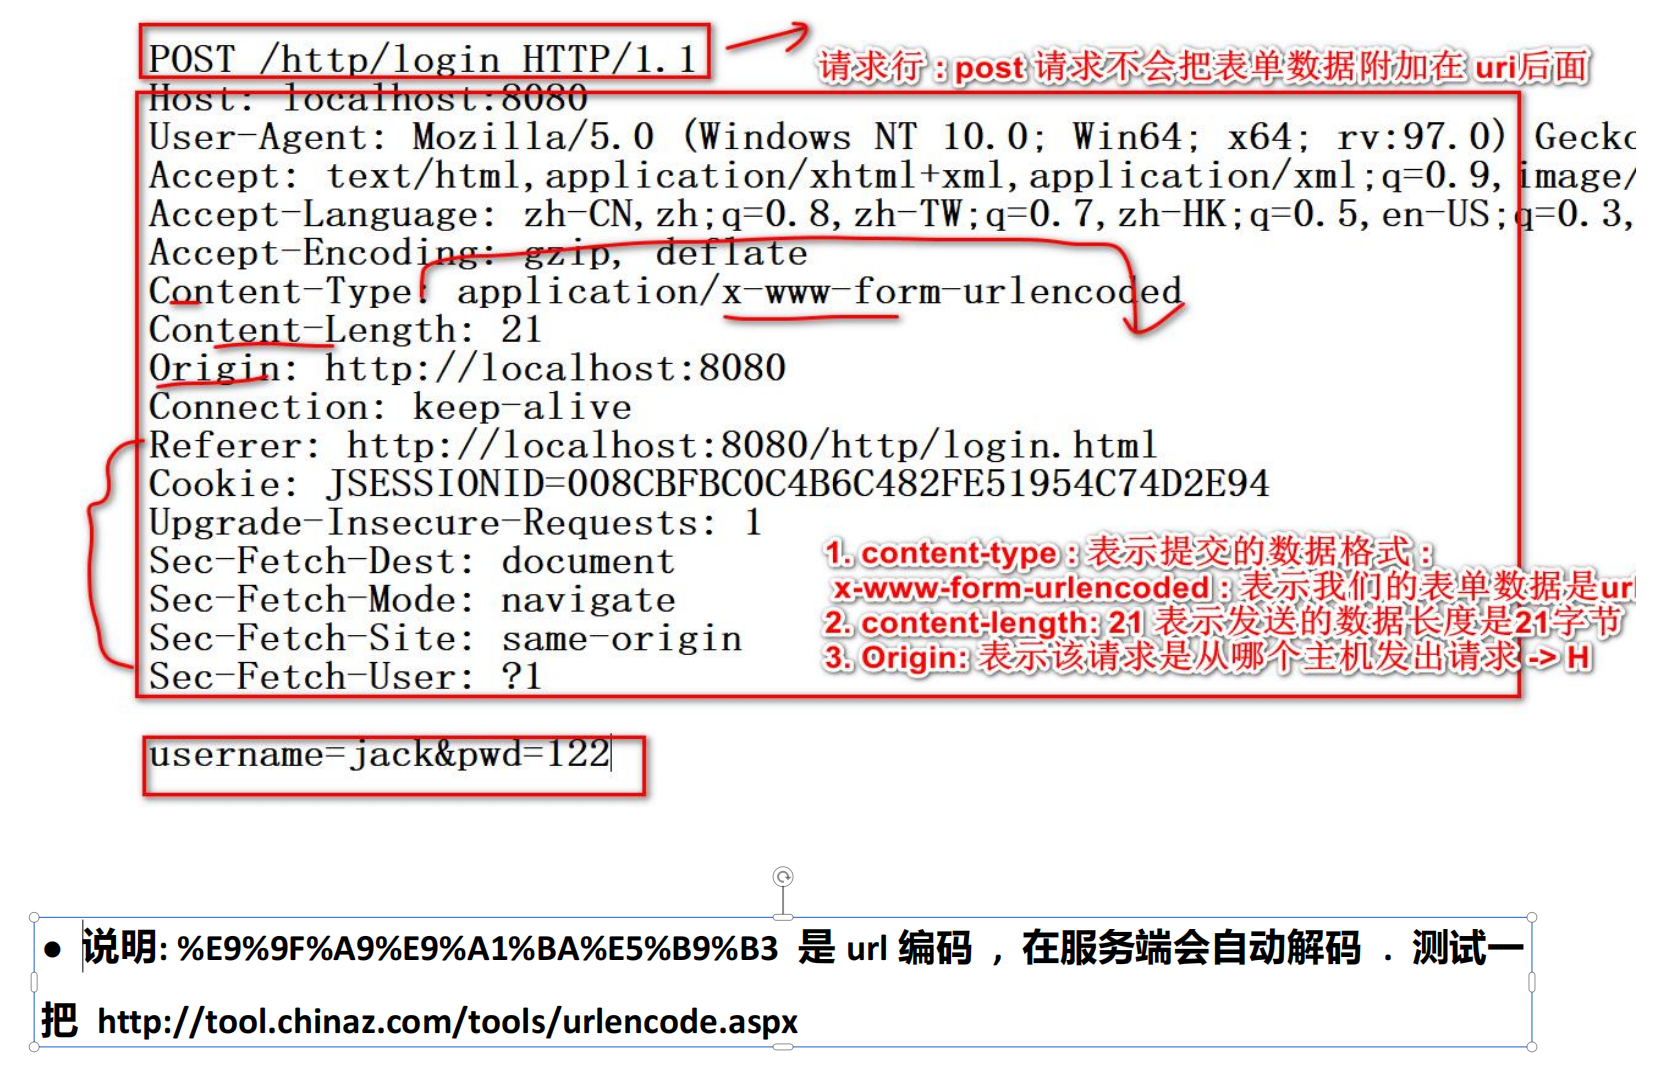 POST /http/login HTTP/1.1
请求行 : post 请求不会把表单数据附加在 uri后面
Host: localhost:8080
User-Agent: Mozilla/5.0 (Windows NT 10.0; Win64; x64; rv:97.0) Gecko
Accept: text/html,application/xhtml+xml,application/xml;q=0.9,image/
Accept-Language: zh-CN,zh;q=0.8,zh-TW;q=0.7,zh-HK;q=0.5,en-US;q=0.3,
Accept-Encoding: gzip, deflate
Content-Type: application/x-www-form-urlencoded
Content-Length: 21
Origin: http://localhost:8080
Connection: keep-alive
Referer: http://localhost:8080/http/login.html
Cookie: JSESSIONID=008CBFBC0C4B6C482FE51954C74D2E94
Upgrade-Insecure-Requests: 1
Sec-Fetch-Dest: document
Sec-Fetch-Mode: navigate
Sec-Fetch-Site: same-origin
Sec-Fetch-User: ?1
1. content-type : 表示提交的数据格式 :
x-www-form-urlencoded : 表示我们的表单数据是url
2. content-length: 21 表示发送的数据长度是21字节
3. Origin: 表示该请求是从哪个主机发出请求 -> H
username=jack&pwd=122
● 说明: %E9%9F%A9%E9%A1%BA%E5%B9%B3 是 url 编码 , 在服务端会自动解码 . 测试一
把 http://tool.chinaz.com/tools/urlencode.aspx